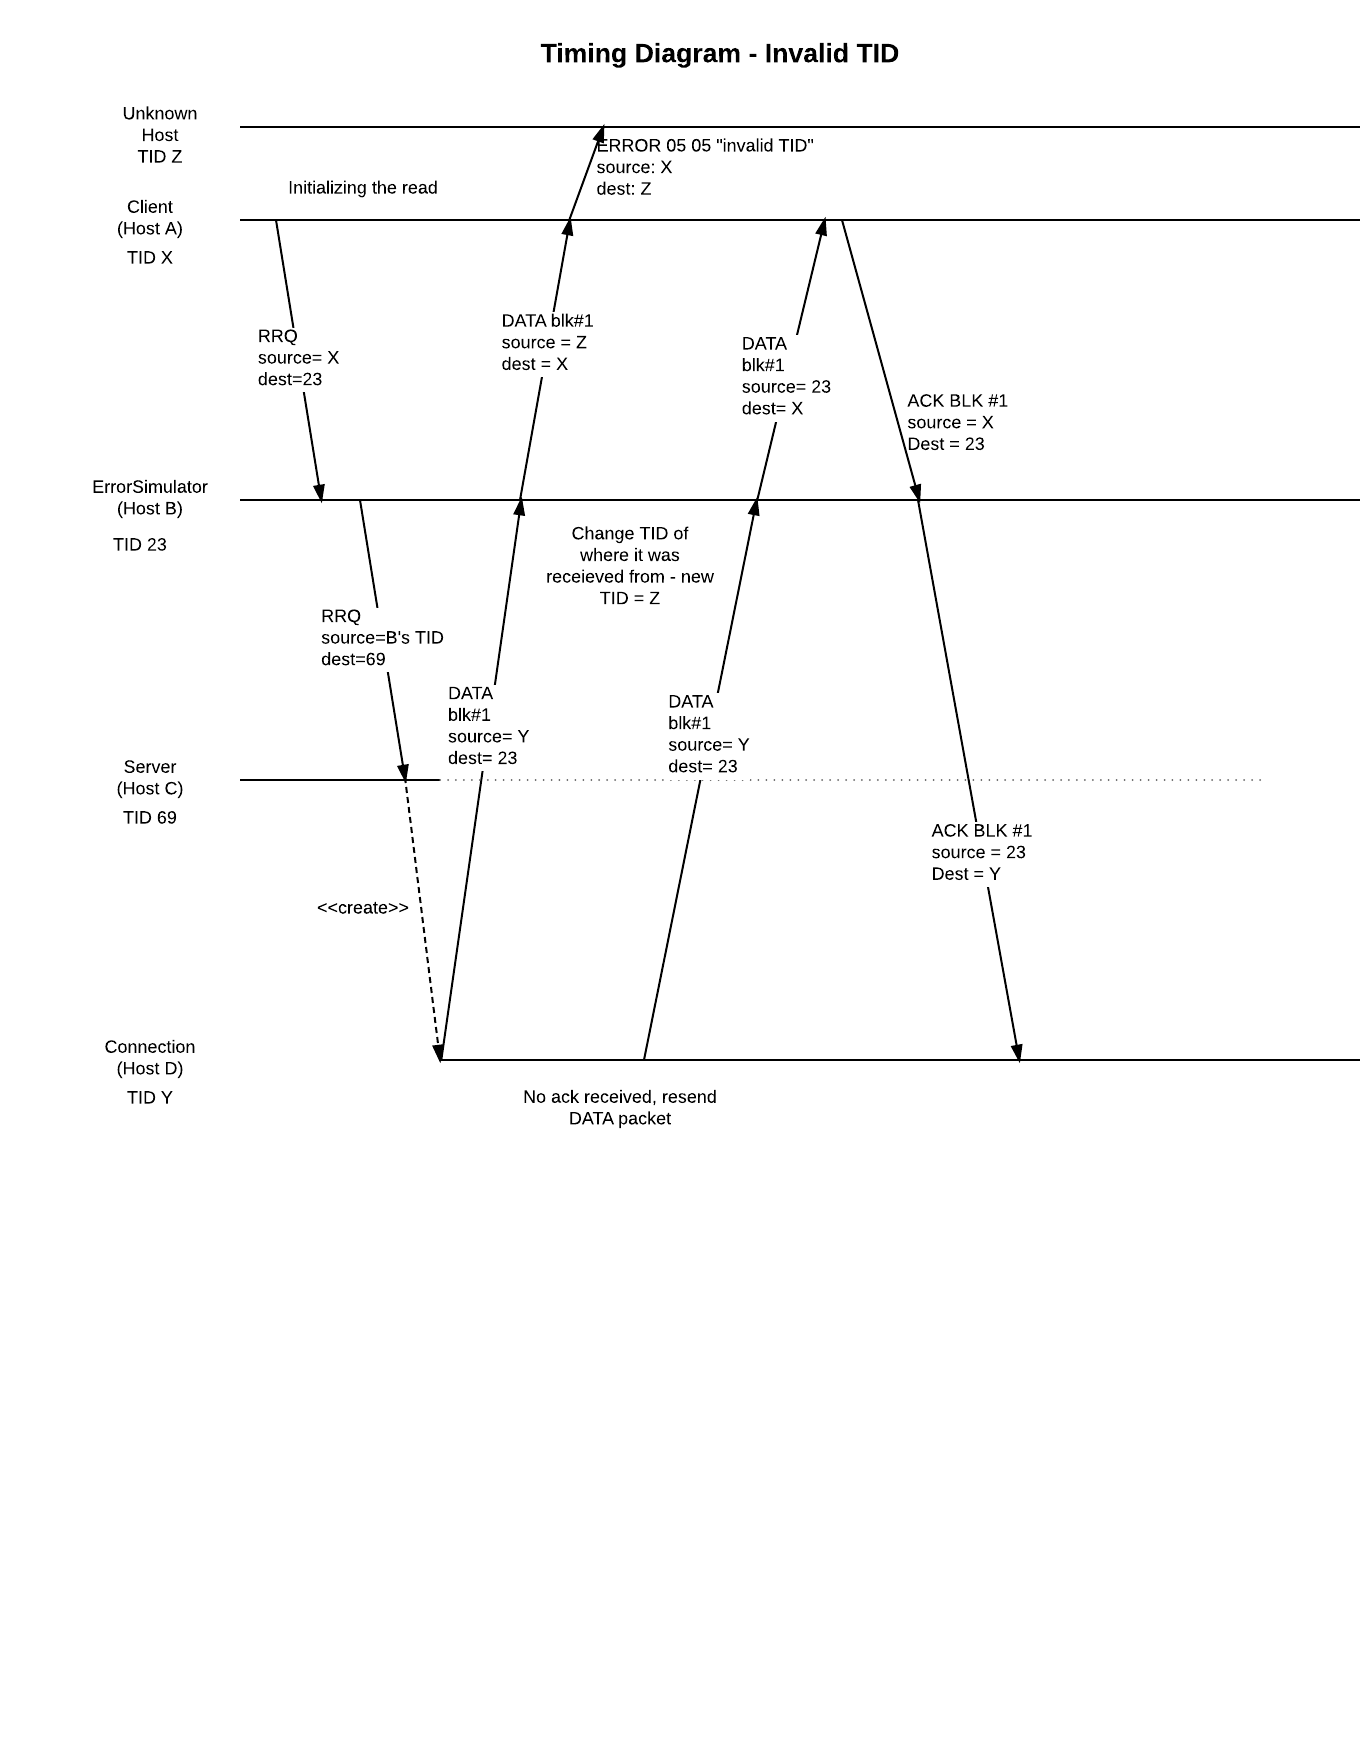 Timing Diagram - Invalid TID
Unknown
Host
TID Z
ERROR 05 05 "invalid TID"
source: X
dest: Z
Initializing the read
Client
(Host A)
TID X
RRQ
source= X
dest=23
DATA blk#1
source = Z
dest = X
DATA
blk#1
source= 23
dest= X
ACK BLK #1
source = X
Dest = 23
ErrorSimulator
(Host B)
TID 23
Change TID of
where it was
receieved from - new
TID = Z
RRQ
source=B's TID
dest=69
DATA
blk#1
source= Y
dest= 23
DATA
blk#1
source= Y
dest= 23
Server
(Host C)
TID 69
ACK BLK #1
source = 23
Dest = Y
<<create>>
Connection
(Host D)
TID Y
No ack received, resend
DATA packet